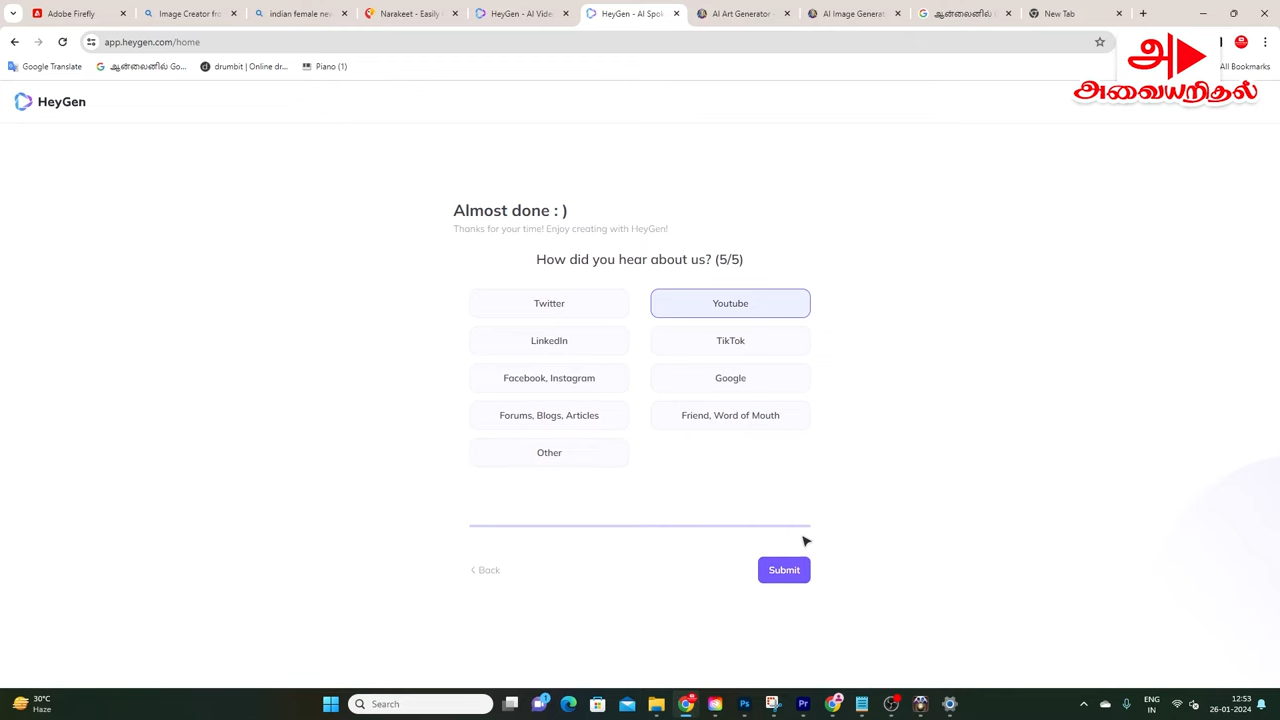 Adobe Firefly
Image Creator fro
indian female nev
Narakeet - Easily
HeyGen - AI Vide
HeyGen - AI Spok
AI Art Generator -
AI Image Generat
ஆன்லைனில் இ
New Tab
app.heygen.com/home
Google Translate
ஆன்லைனில் Go...
drumbit | Online dr...
Piano (1)
All Bookmarks
அ
அவையறிதல்
HeyGen
Almost done : )
Thanks for your time! Enjoy creating with HeyGen!
How did you hear about us? (5/5)
Twitter
Youtube
LinkedIn
TikTok
Facebook, Instagram
Google
Forums, Blogs, Articles
Friend, Word of Mouth
Other
Back
Submit
30°C
Haze
Search
ENG
IN
12:53
26-01-2024